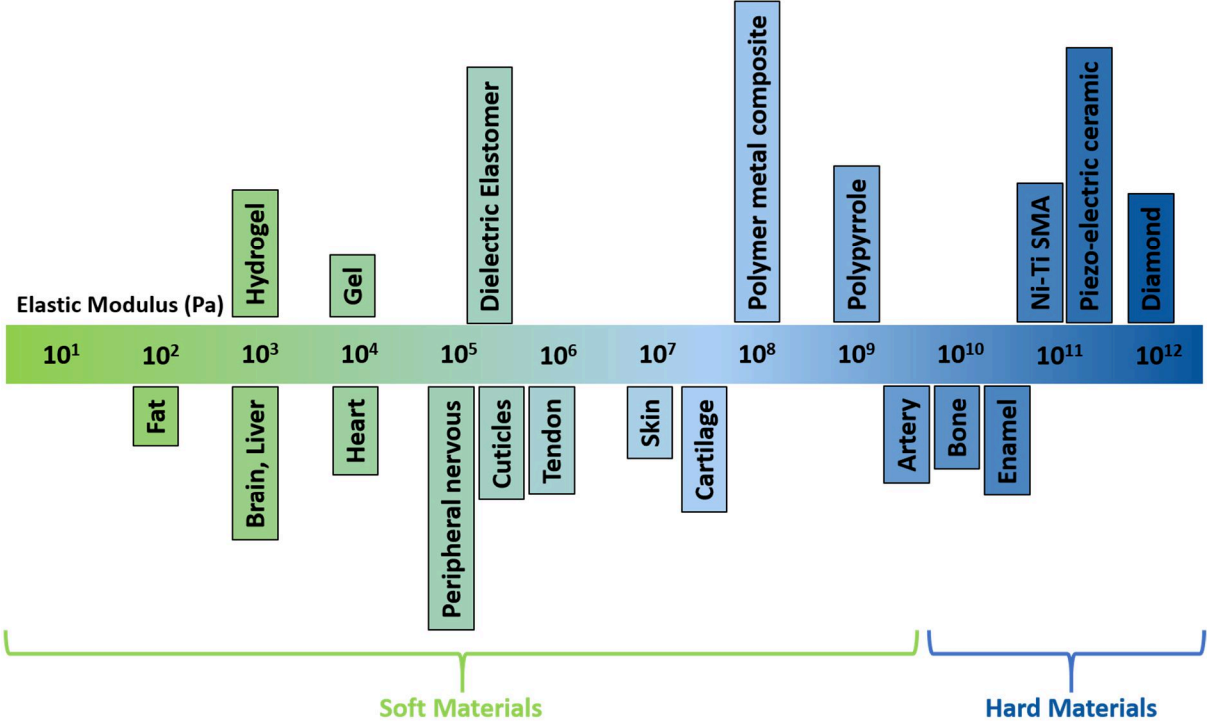 Hydrogel
Gel
Dielectric Elastomer
Polymer metal composite
Polypyrrole
Ni-Ti SMA
Piezo-electric ceramic
Diamond
Elastic Modulus (Pa)
10¹ 10² 10³ 10⁴ 10⁵ 10⁶ 10⁷ 10⁸ 10⁹ 10¹⁰ 10¹¹ 10¹²
Fat
Brain, Liver
Heart
Peripheral nervous
Cuticles
Tendon
Skin
Cartilage
Artery
Bone
Enamel
Soft Materials
Hard Materials